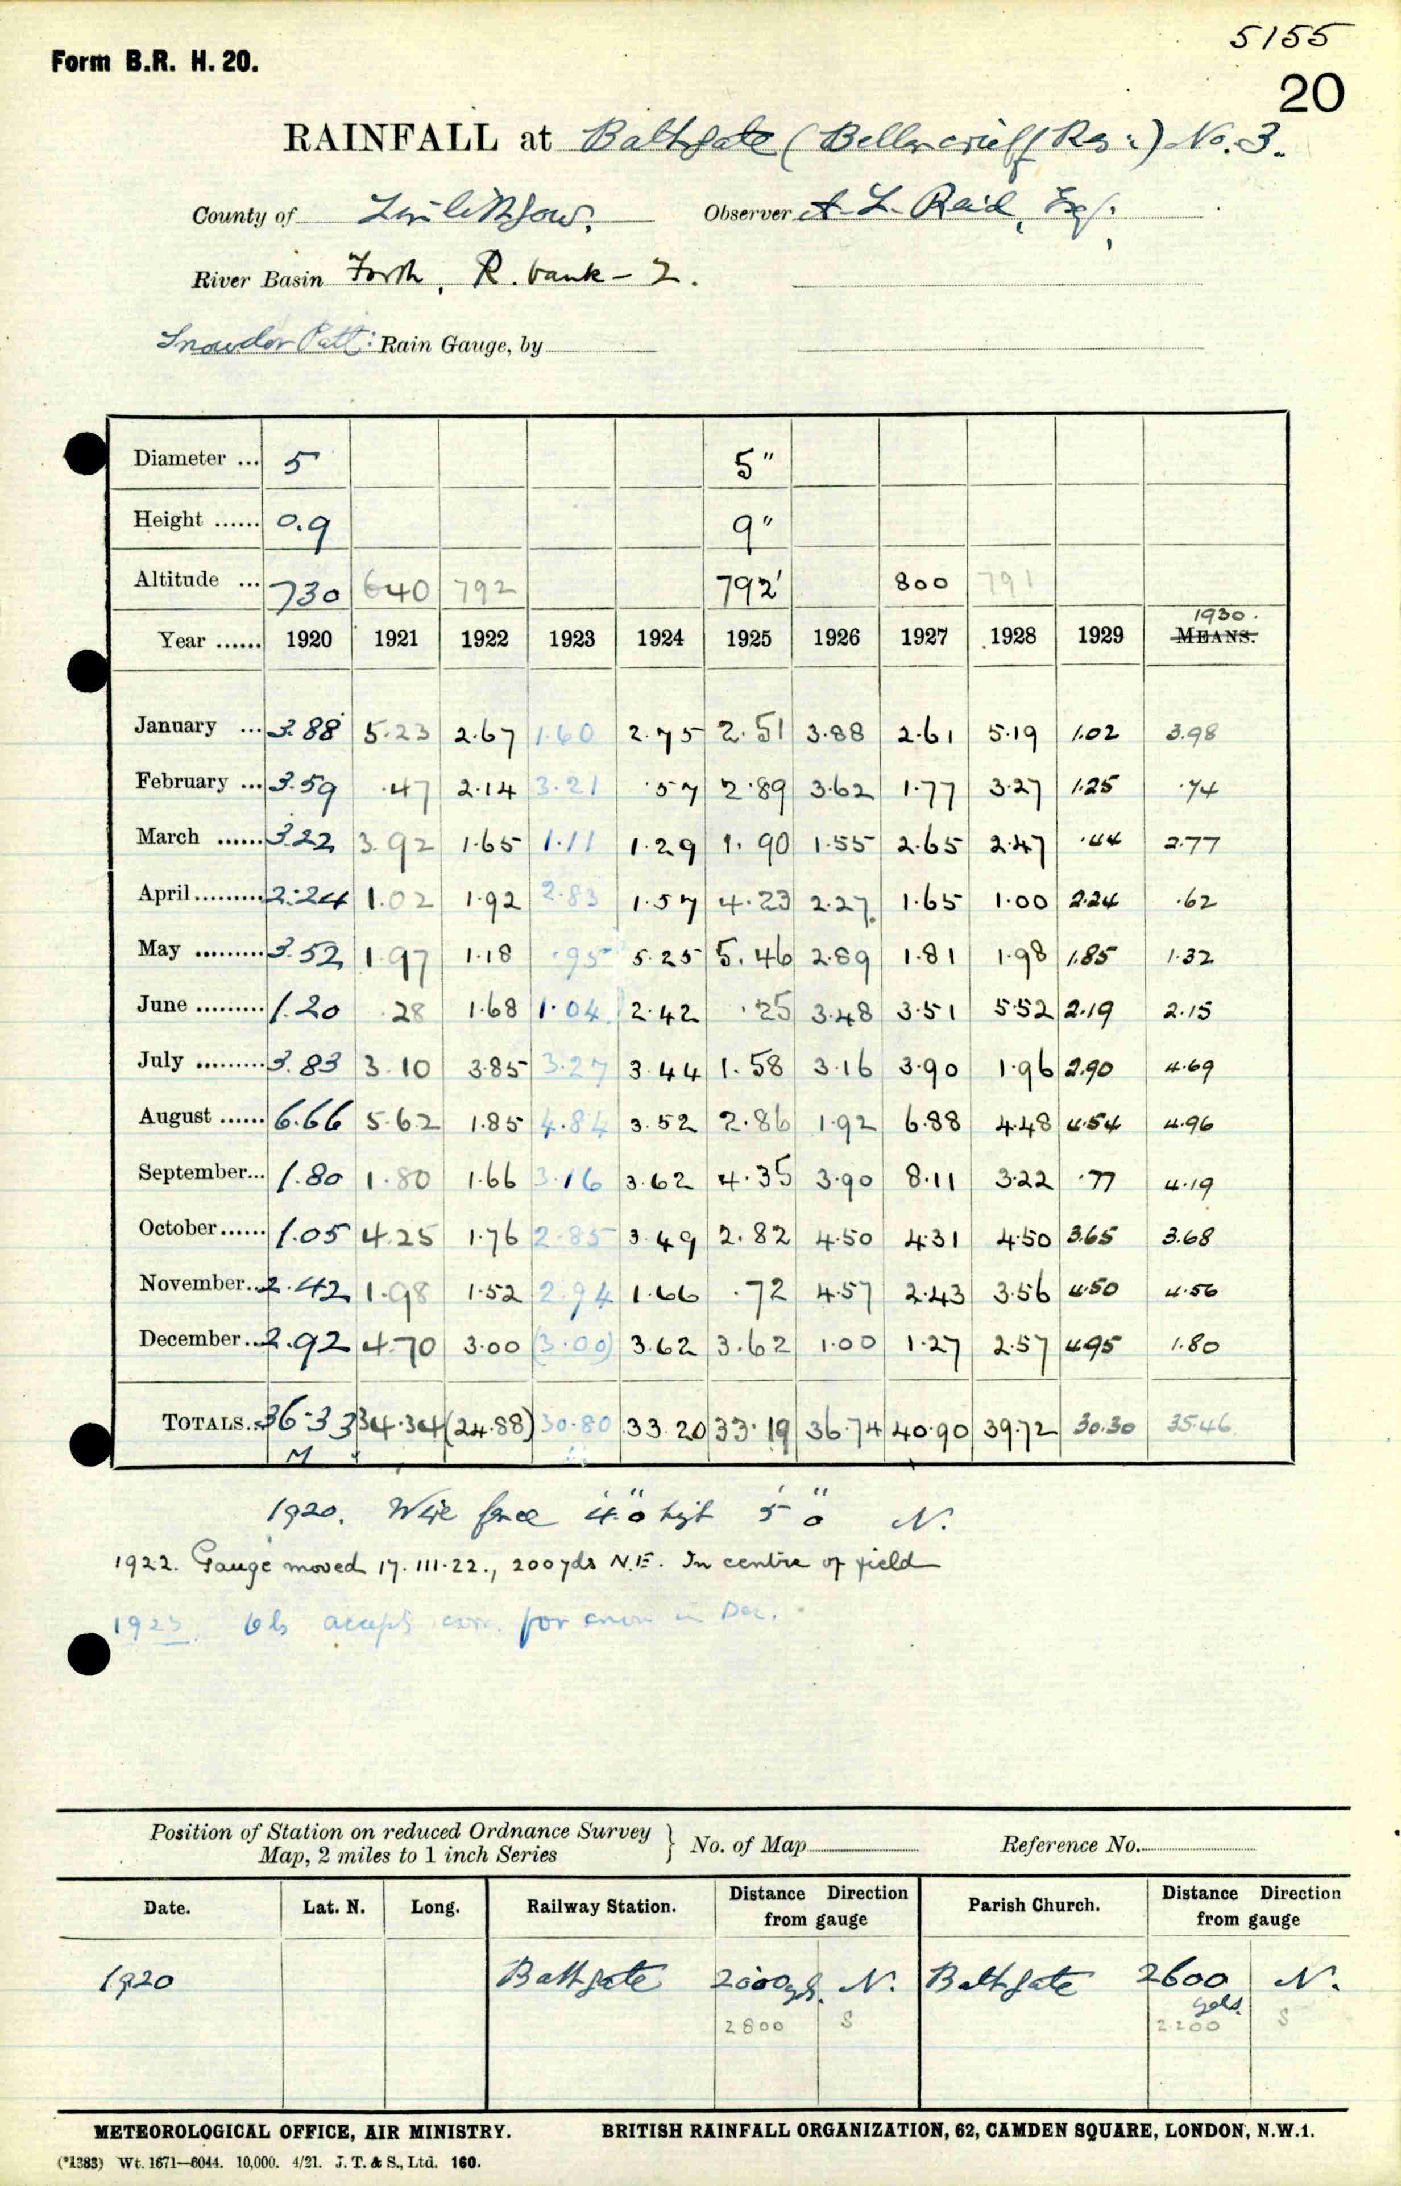 5155
Form B.R. H. 20.
20
RAINFALL at Bathgate (Bellencrieff Res:) No. 3.
County of Linlithgow. Observer A. L. Reid, Esq.,
River Basin Forth, R. bank - 2.
Snowdon Patt: Rain Gauge, by
Diameter ... 5 5"
Height ...... 0.9 9"
Altitude ... 730 640 792 792' 800 791
1930.
Year ...... 1920 1921 1922 1923 1924 1925 1926 1927 1928 1929 MEANS.
January ... 3.88 5.23 2.67 1.60 2.75 2.51 3.88 2.61 5.19 1.02 3.98
February ... 3.59 .47 2.14 3.21 .57 2.89 3.62 1.77 3.27 1.25 .74
March ...... 3.22 3.92 1.65 1.11 1.29 1.90 1.55 2.65 2.47 .44 2.77
April ......... 2.24 1.02 1.92 2.83 1.57 4.23 2.27 1.65 1.00 2.24 .62
May ......... 3.52 1.97 1.18 .95 5.25 5.46 2.89 1.81 1.98 1.85 1.32
June ......... 1.20 .28 1.68 1.04 2.42 .25 3.48 3.51 5.52 2.19 2.15
July ......... 3.83 3.10 3.85 3.27 3.44 1.58 3.16 3.90 1.96 2.90 4.69
August ...... 6.66 5.62 1.85 4.84 3.52 2.86 1.92 6.88 4.48 4.54 4.96
September... 1.80 1.80 1.66 3.16 3.62 4.35 3.90 8.11 3.22 .77 4.19
October ...... 1.05 4.25 1.76 2.85 3.49 2.82 4.50 4.31 4.50 3.65 3.68
November... 2.42 1.98 1.52 2.94 1.66 .72 4.57 2.43 3.56 4.50 4.56
December ... 2.92 4.70 3.00 (3.00) 3.62 3.62 1.00 1.27 2.57 4.95 1.80
TOTALS... 36.33 34.34 (24.88) 30.80 33.20 33.19 36.74 40.90 39.72 30.30 35.46
M
1920. Wire fence 4' 0" high 5' 0" N.
1922. Gauge moved 17.III.22., 200 yds N.E. In centre of field
1923. Obs accepts corr. for error in Dec.
Position of Station on reduced Ordnance Survey Map, 2 miles to 1 inch Series } No. of Map Reference No.
Date. Lat. N. Long. Railway Station. Distance Direction from gauge Parish Church. Distance Direction from gauge
1920 Bathgate 2000 yds. N. Bathgate 2600 yds. N.
2800 S 2200 S
METEOROLOGICAL OFFICE, AIR MINISTRY. BRITISH RAINFALL ORGANIZATION, 62, CAMDEN SQUARE, LONDON, N.W.1.
(*1383) Wt. 1671—6044. 10,000. 4/21. J. T. & S., Ltd. 160.